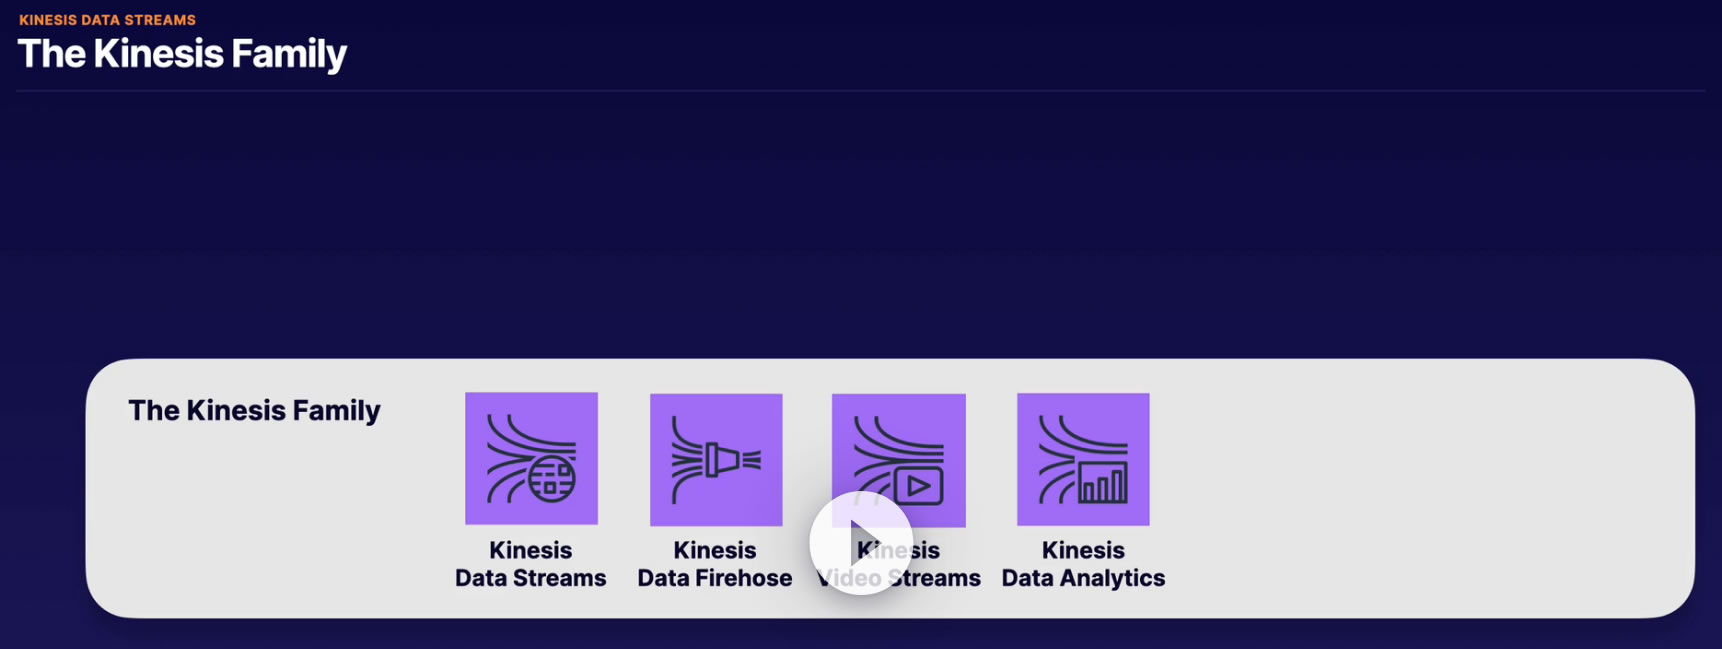 KINESIS DATA STREAMS
The Kinesis Family
The Kinesis Family
Kinesis
Data Streams
Kinesis
Data Firehose
Kinesis
Video Streams
Kinesis
Data Analytics